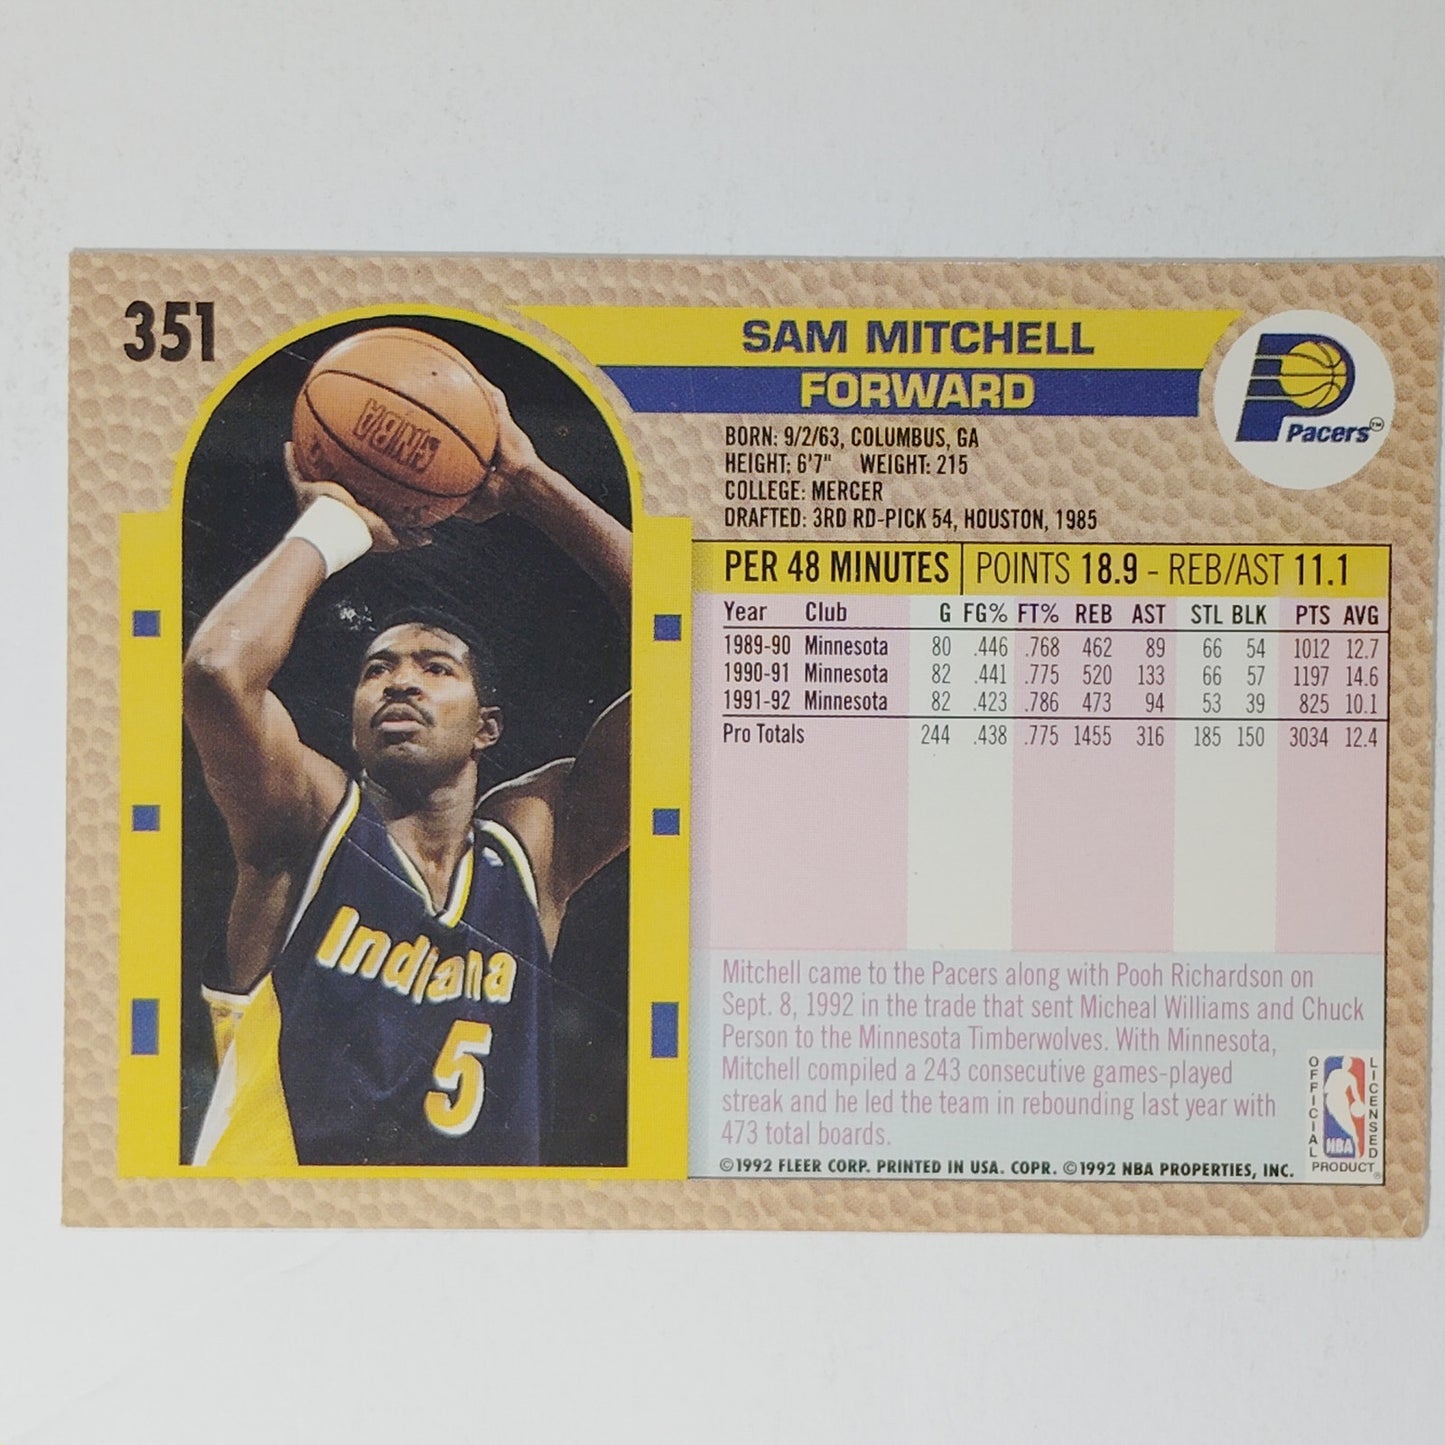 351
SAM MITCHELL
FORWARD
Pacers™
BORN: 9/2/63, COLUMBUS, GA
HEIGHT: 6'7" WEIGHT: 215
COLLEGE: MERCER
DRAFTED: 3RD RD-PICK 54, HOUSTON, 1985
PER 48 MINUTES POINTS 18.9 - REB/AST 11.1
Year Club G FG% FT% REB AST STL BLK PTS AVG
1989-90 Minnesota 80 .446 .768 462 89 66 54 1012 12.7
1990-91 Minnesota 82 .441 .775 520 133 66 57 1197 14.6
1991-92 Minnesota 82 .423 .786 473 94 53 39 825 10.1
Pro Totals 244 .438 .775 1455 316 185 150 3034 12.4
Mitchell came to the Pacers along with Pooh Richardson on
Sept. 8, 1992 in the trade that sent Micheal Williams and Chuck
Person to the Minnesota Timberwolves. With Minnesota,
Mitchell compiled a 243 consecutive games-played
streak and he led the team in rebounding last year with
473 total boards.
©1992 FLEER CORP. PRINTED IN USA. COPR. ©1992 NBA PROPERTIES, INC.
OFFICIAL
LICENSED
NBA
PRODUCT®
Indiana
5